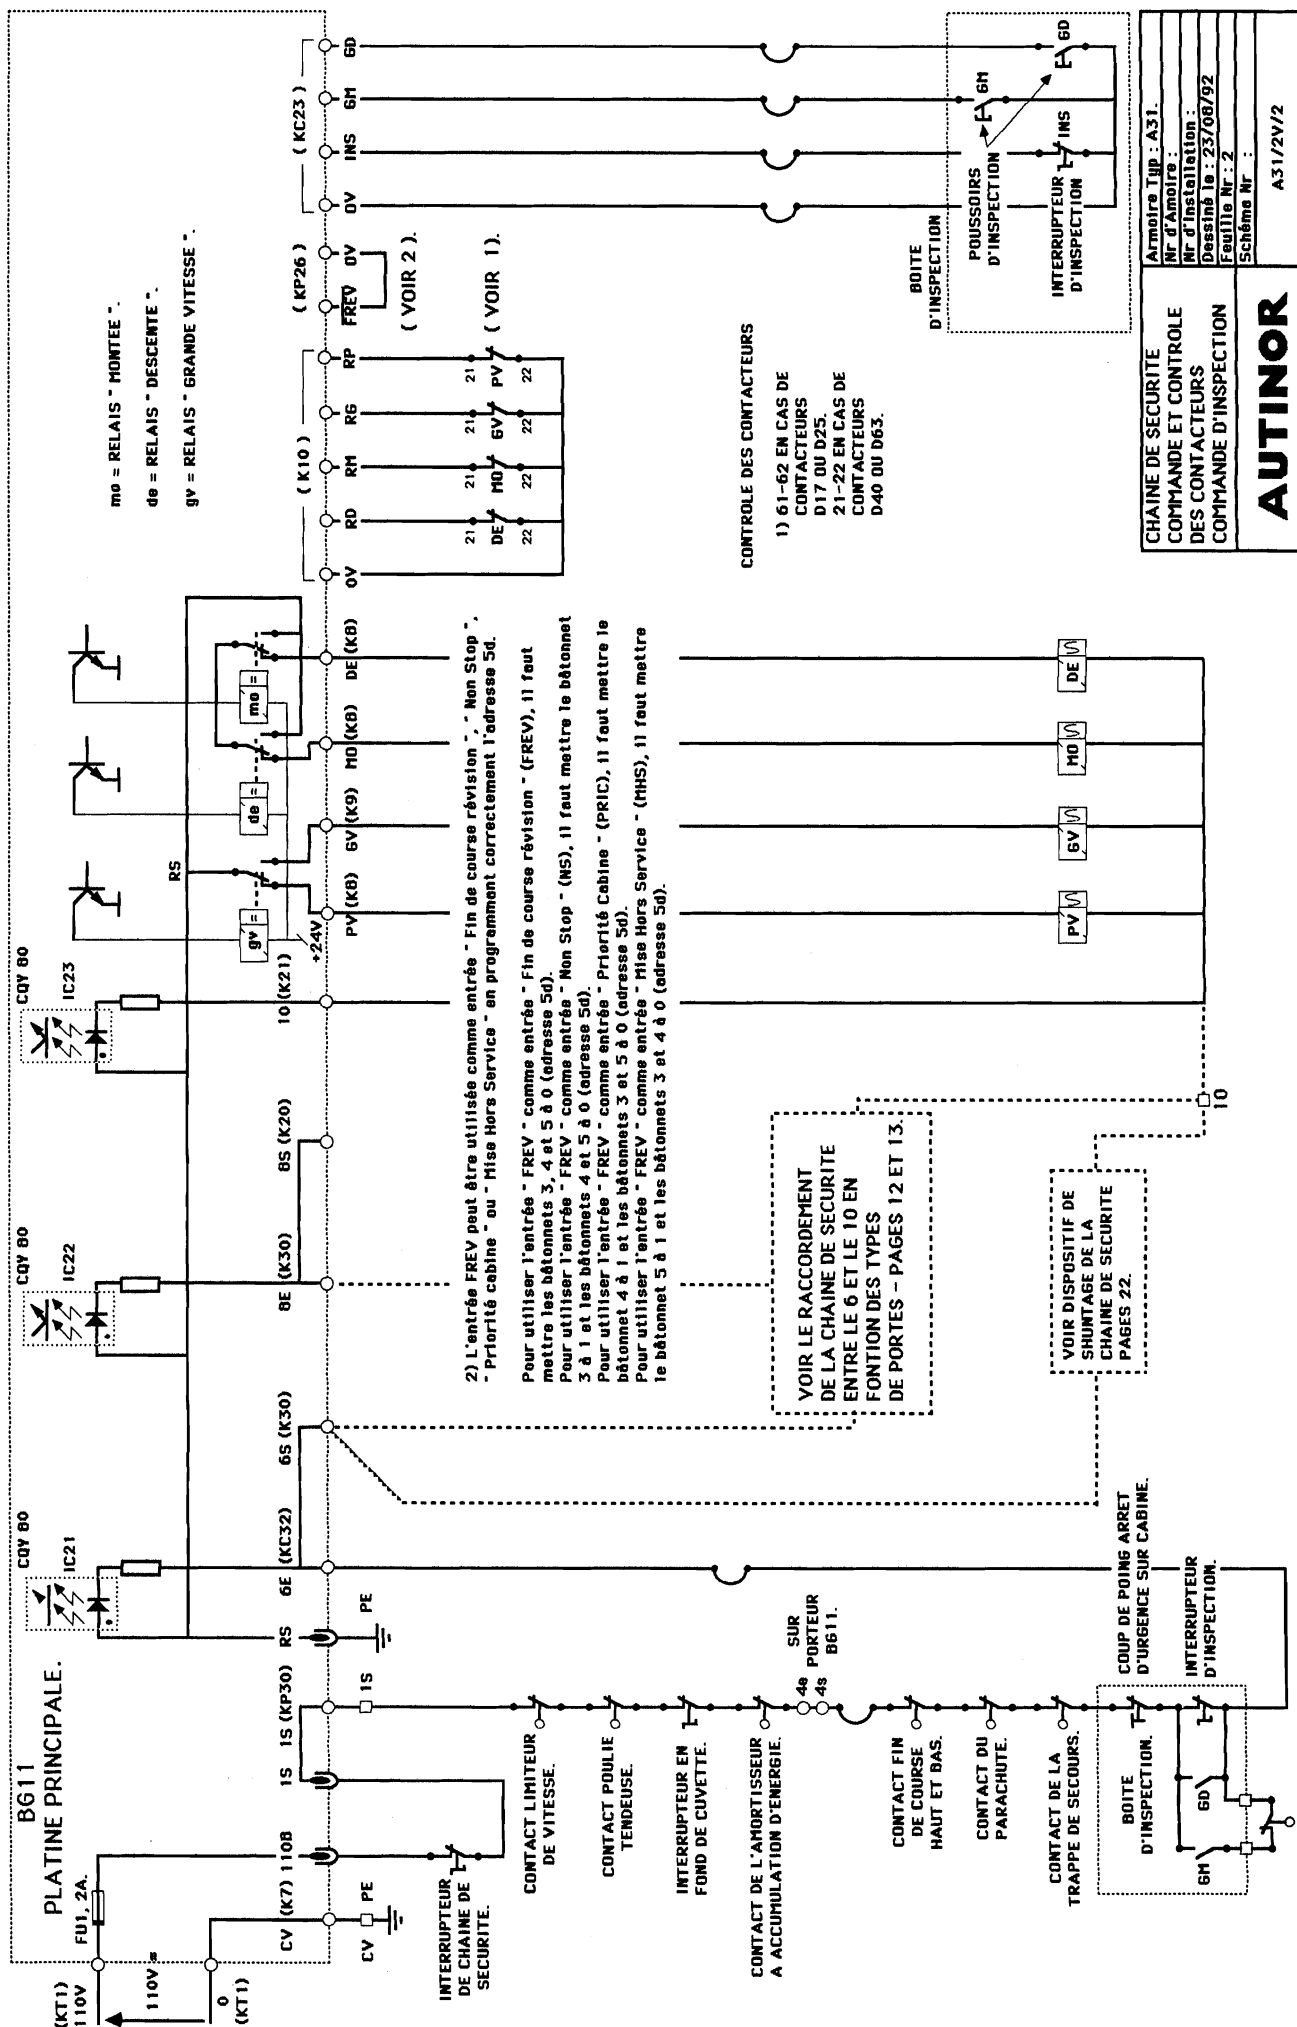 BG11
PLATINE PRINCIPALE.
(KT1)
110V
110V =
0
(KT1)
FU1, 2A.
CV (K7)
110B
1S
1S (KP30)
RS
6E (KC32)
6S (K30)
8E (K30)
8S (K20)
10 (K21)
PV (K8)
GV (K9)
MO (K8)
DE (K8)
CQY 80
IC21
CQY 80
IC22
CQY 80
IC23
RS
+24V
gv =
de =
mo =
mo = RELAIS " MONTEE ".
de = RELAIS " DESCENTE ".
gv = RELAIS " GRANDE VITESSE ".
( K10 )
0V
RD
RM
RG
RP
( KP26 )
FREV
0V
( KC23 )
0V
INS
GM
GD
21
DE
22
21
MO
22
21
GV
22
21
PV
22
( VOIR 1 ).
( VOIR 2 ).
CV
PE
1S
PE
INTERRUPTEUR
DE CHAINE DE
SECURITE.
CONTACT LIMITEUR
DE VITESSE.
CONTACT POULIE
TENDEUSE.
INTERRUPTEUR EN
FOND DE CUVETTE.
CONTACT DE L'AMORTISSEUR
A ACCUMULATION D'ENERGIE.
4e
4s
SUR
PORTEUR
BG11.
CONTACT FIN
DE COURSE
HAUT ET BAS.
CONTACT DU
PARACHUTE.
CONTACT DE LA
TRAPPE DE SECOURS.
BOITE
D'INSPECTION.
COUP DE POING ARRET
D'URGENCE SUR CABINE.
INTERRUPTEUR
D'INSPECTION.
GM
GD
2) L'entrée FREV peut être utilisée comme entrée " Fin de course révision ", " Non Stop ",
" Priorité cabine " ou " Mise Hors Service " en programmant correctement l'adresse 5d.
Pour utiliser l'entrée " FREV " comme entrée " Fin de course révision " (FREV), il faut
mettre les bâtonnets 3, 4 et 5 à 0 (adresse 5d).
Pour utiliser l'entrée " FREV " comme entrée " Non Stop " (NS), il faut mettre le bâtonnet
3 à 1 et les bâtonnets 4 et 5 à 0 (adresse 5d).
Pour utiliser l'entrée " FREV " comme entrée " Priorité Cabine " (PRIC), il faut mettre le
bâtonnet 4 à 1 et les bâtonnets 3 et 5 à 0 (adresse 5d).
Pour utiliser l'entrée " FREV " comme entrée " Mise Hors Service " (MHS), il faut mettre
le bâtonnet 5 à 1 et les bâtonnets 3 et 4 à 0 (adresse 5d).
VOIR LE RACCORDEMENT
DE LA CHAINE DE SECURITE
ENTRE LE 6 ET LE 10 EN
FONTION DES TYPES
DE PORTES - PAGES 12 ET 13.
VOIR DISPOSITIF DE
SHUNTAGE DE LA
CHAINE DE SECURITE
PAGES 22.
10
PV
GV
MO
DE
CONTROLE DES CONTACTEURS
1) 61-62 EN CAS DE
CONTACTEURS
D17 OU D25.
21-22 EN CAS DE
CONTACTEURS
D40 OU D63.
BOITE
D'INSPECTION
POUSSOIRS
D'INSPECTION
INTERRUPTEUR
D'INSPECTION
INS
GM
GD
CHAINE DE SECURITE
COMMANDE ET CONTROLE
DES CONTACTEURS
COMMANDE D'INSPECTION
AUTINOR
Armoire Typ : A31.
Nr d'Amoire :
Nr d'Installation :
Dessiné le : 23/08/92
Feuille Nr : 2
Schéma Nr :
A31/2V/2